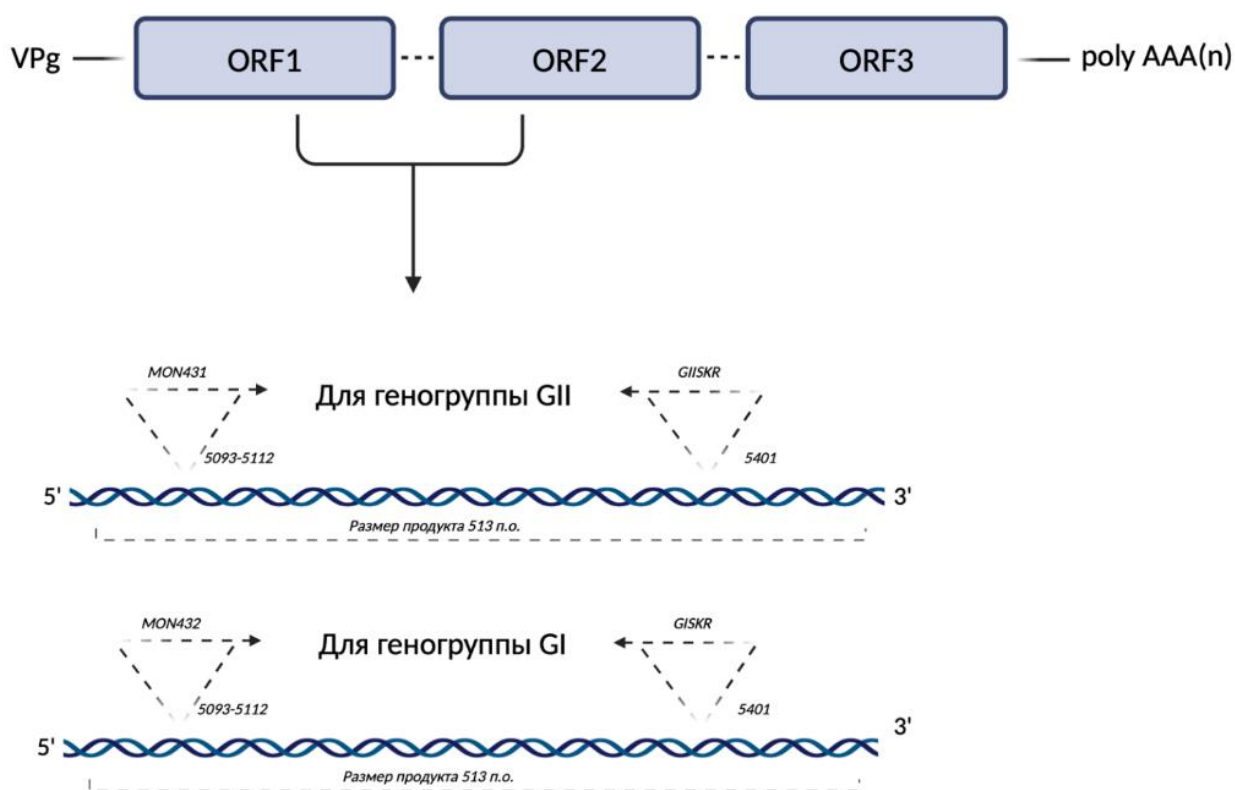 VPg
ORF1
ORF2
ORF3
poly AAA(n)
MON431
Для геногруппы GII
GIISKR
5093-5112
5401
5'
3'
Размер продукта 513 п.о.
MON432
Для геногруппы GI
GISKR
5093-5112
5401
5'
3'
Размер продукта 513 п.о.